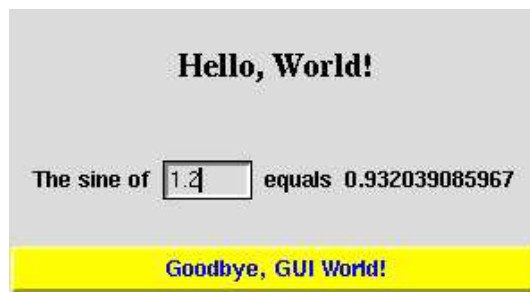 Hello, World!
The sine of 1.2 equals 0.932039085967
Goodbye, GUI World!